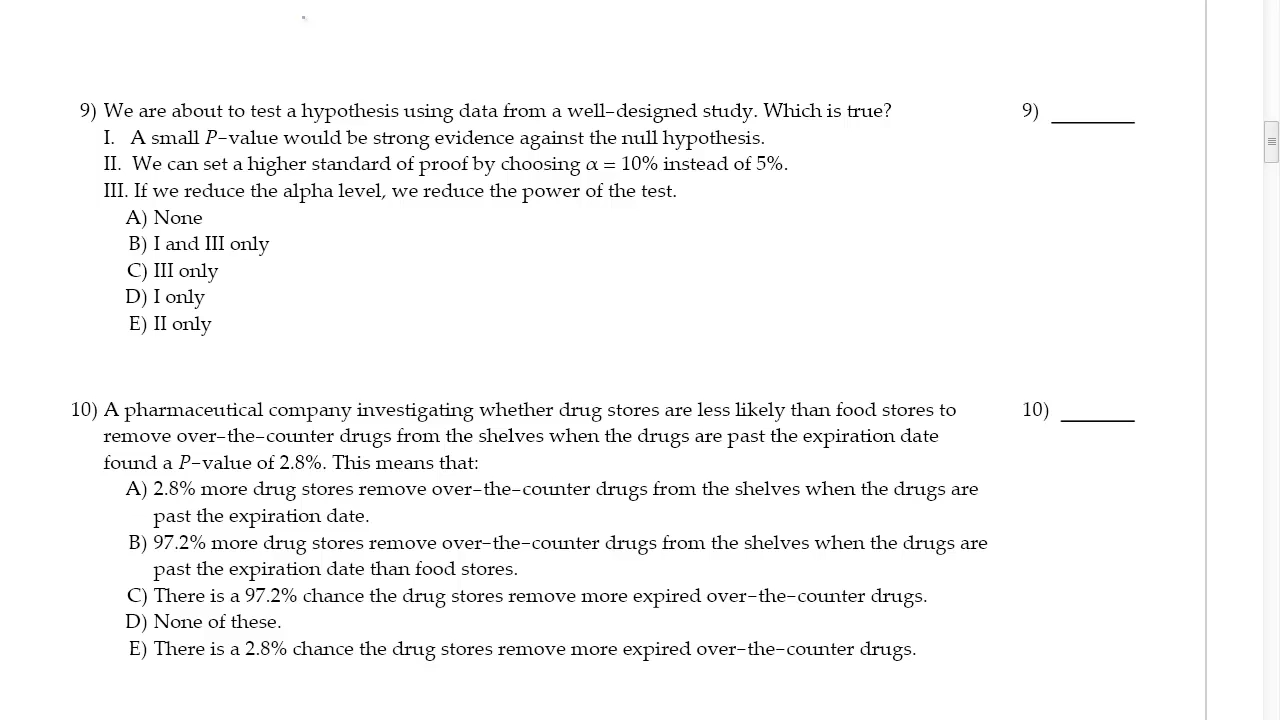 9) We are about to test a hypothesis using data from a well-designed study. Which is true? 9) ________
I. A small P-value would be strong evidence against the null hypothesis.
II. We can set a higher standard of proof by choosing α = 10% instead of 5%.
III. If we reduce the alpha level, we reduce the power of the test.
A) None
B) I and III only
C) III only
D) I only
E) II only
10) A pharmaceutical company investigating whether drug stores are less likely than food stores to 10) ________
remove over-the-counter drugs from the shelves when the drugs are past the expiration date
found a P-value of 2.8%. This means that:
A) 2.8% more drug stores remove over-the-counter drugs from the shelves when the drugs are
past the expiration date.
B) 97.2% more drug stores remove over-the-counter drugs from the shelves when the drugs are
past the expiration date than food stores.
C) There is a 97.2% chance the drug stores remove more expired over-the-counter drugs.
D) None of these.
E) There is a 2.8% chance the drug stores remove more expired over-the-counter drugs.